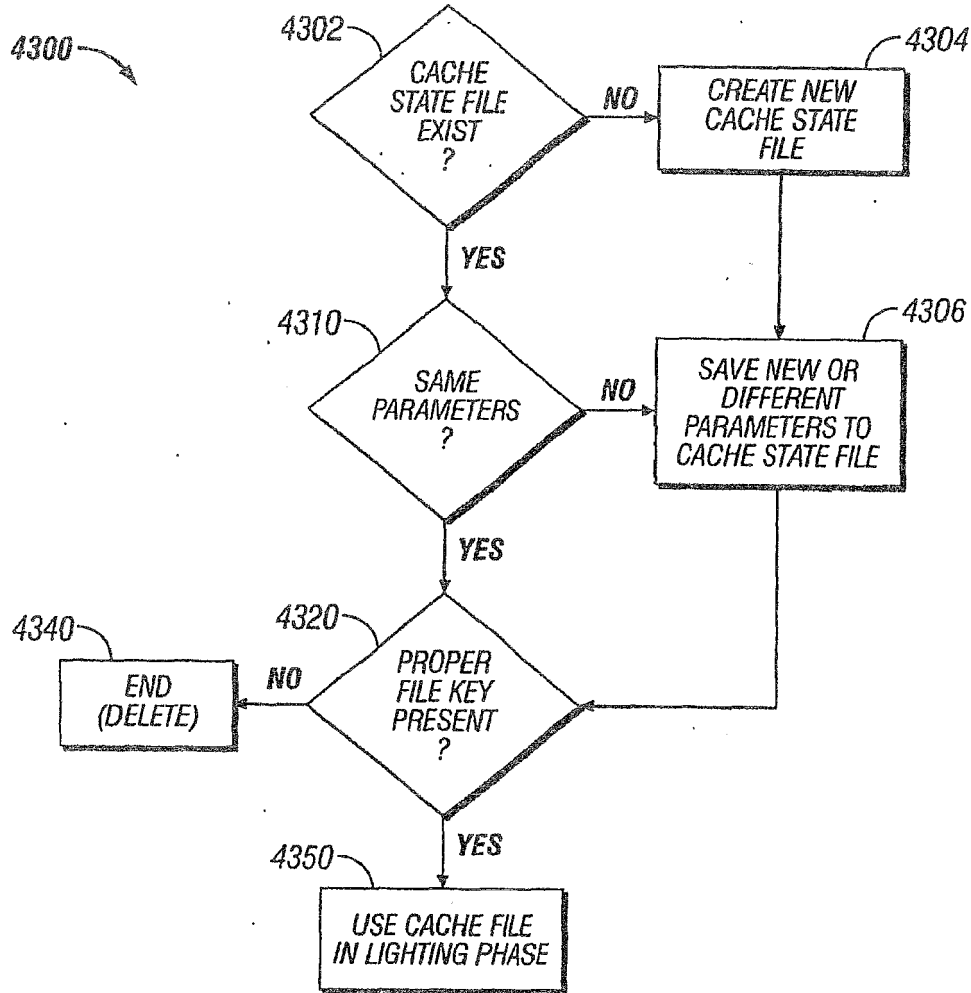 4300
4302
CACHE
STATE FILE
EXIST
?
NO
4304
CREATE NEW
CACHE STATE
FILE
YES
4310
SAME
PARAMETERS
?
NO
4306
SAVE NEW OR
DIFFERENT
PARAMETERS TO
CACHE STATE FILE
YES
4320
PROPER
FILE KEY
PRESENT
?
NO
4340
END
(DELETE)
YES
4350
USE CACHE FILE
IN LIGHTING PHASE